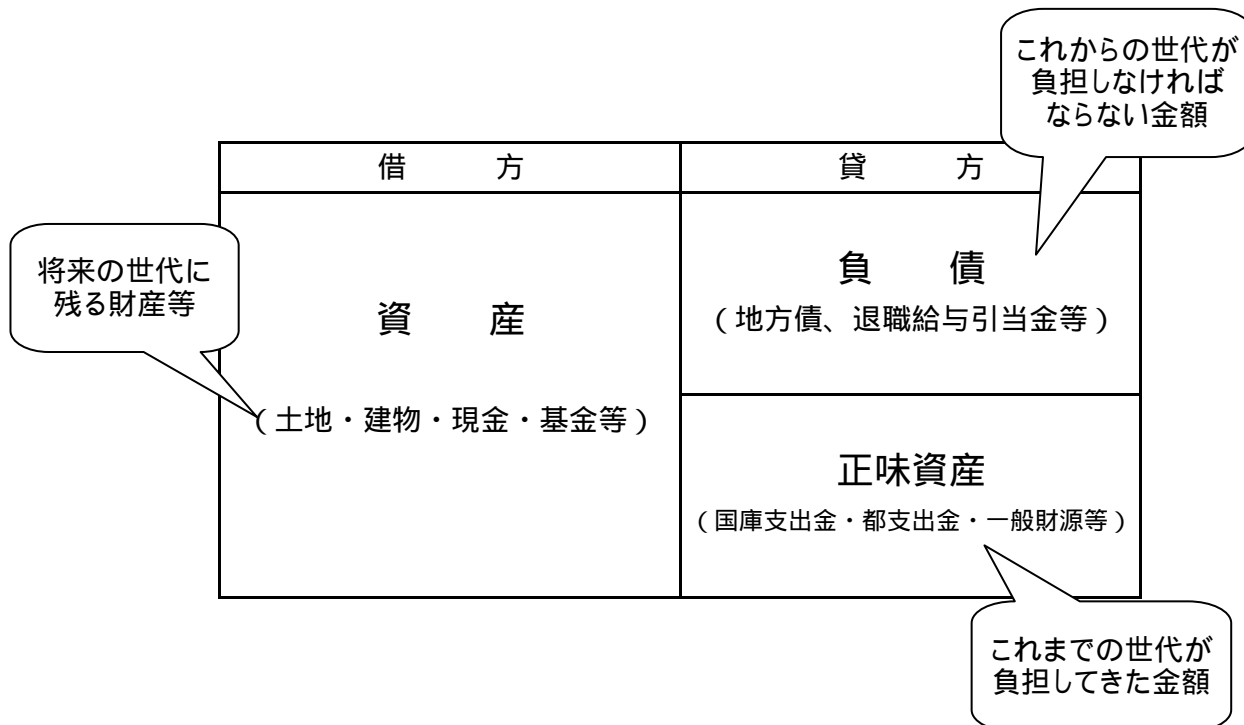 これからの世代が
負担しなければ
ならない金額
借　　方
貸　　方
将来の世代に
残る財産等
資　産
（土地・建物・現金・基金等）
負　債
（地方債、退職給与引当金等）
正味資産
（国庫支出金・都支出金・一般財源等）
これまでの世代が
負担してきた金額